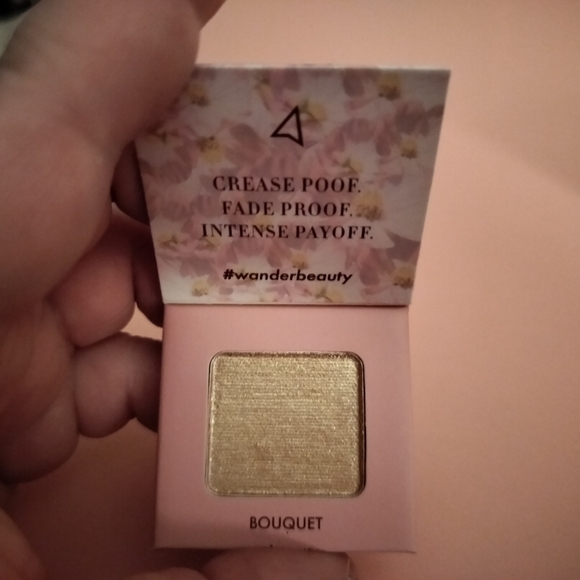 CREASE POOF.
FADE PROOF.
INTENSE PAYOFF.
#wanderbeauty
BOUQUET